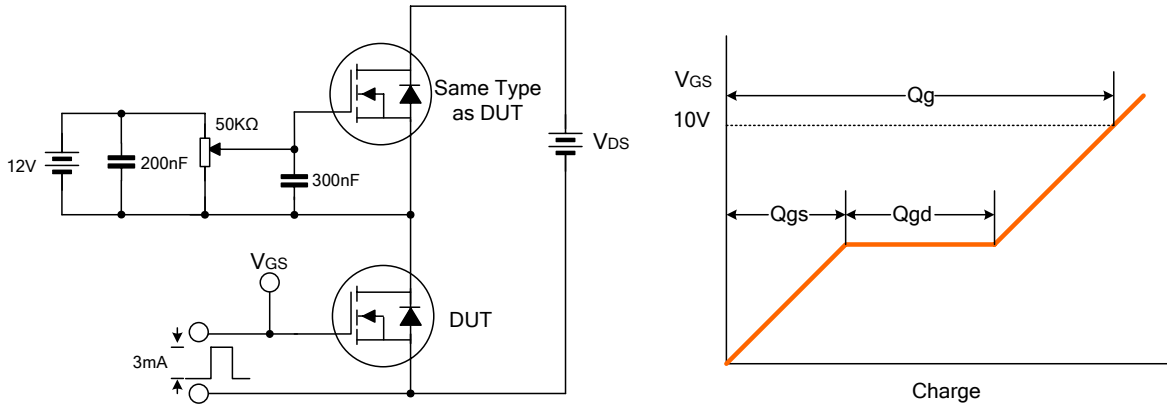 Same Type
as DUT
50KΩ
12V
200nF
300nF
VDS
VGS
DUT
3mA
VGS
10V
Qg
Qgs
Qgd
Charge